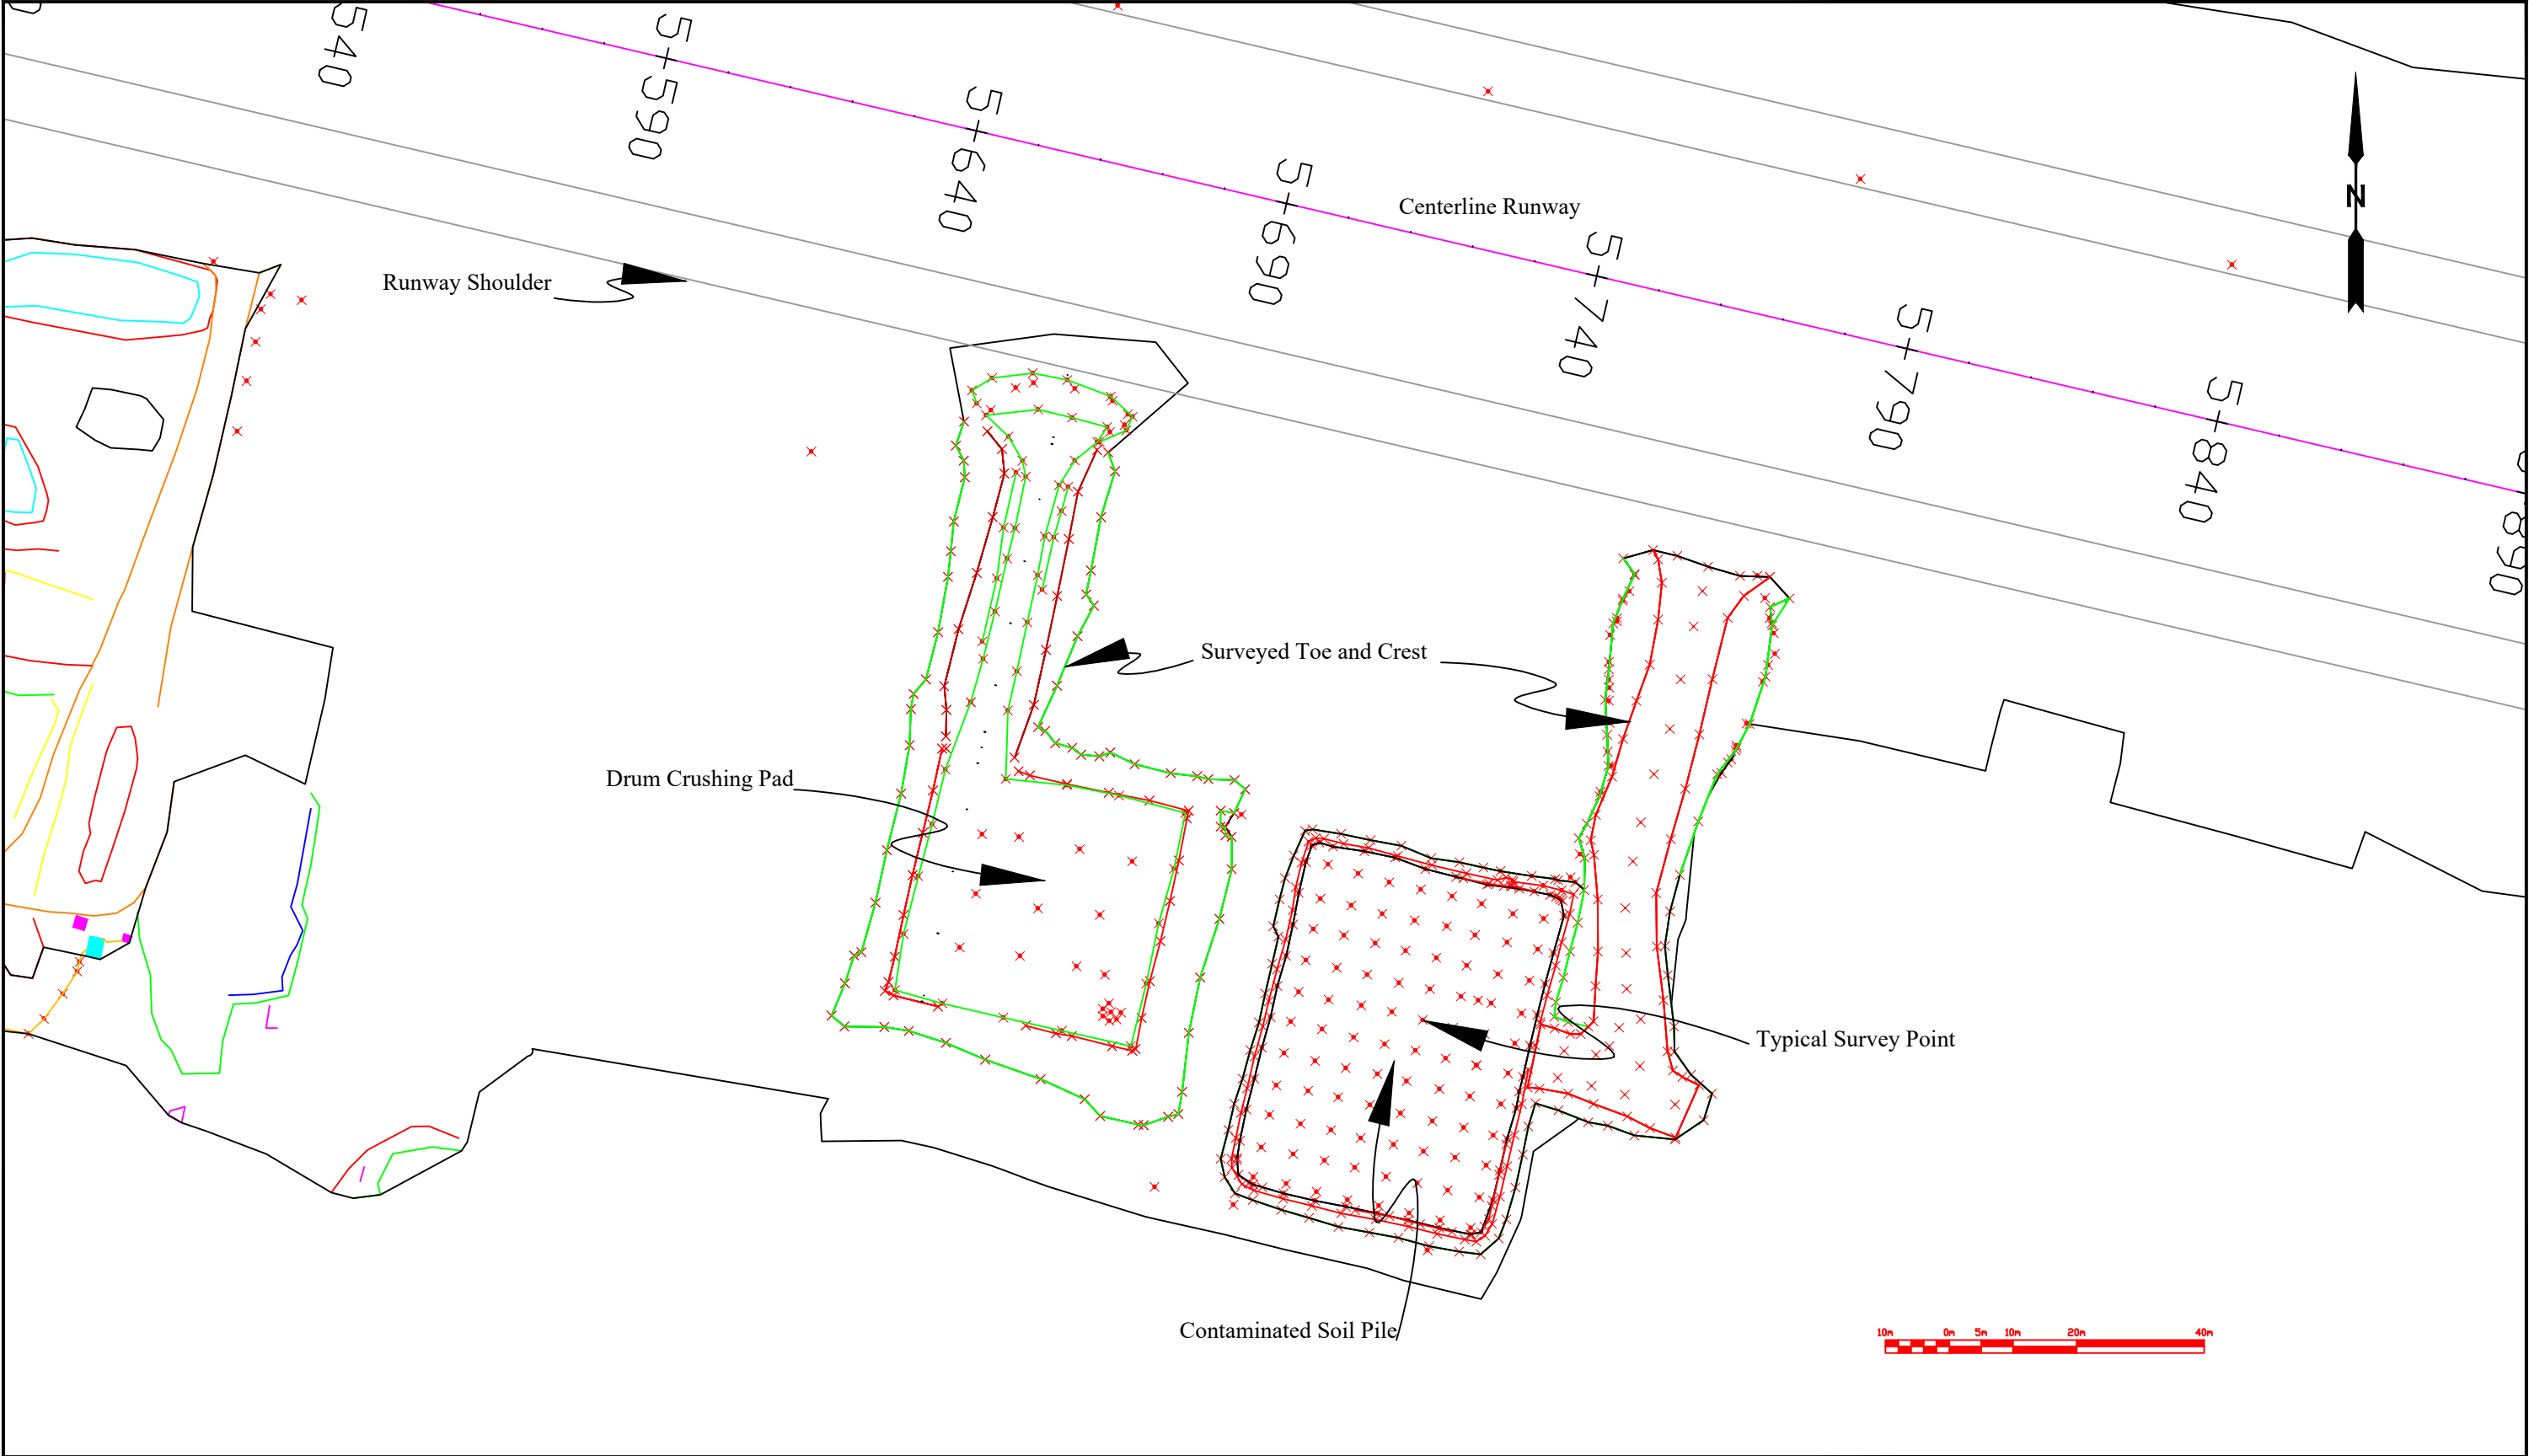 5+540
5+590
5+640
5+690
5+740
5+790
5+840
Centerline Runway
N
Runway Shoulder
Surveyed Toe and Crest
Drum Crushing Pad
Typical Survey Point
Contaminated Soil Pile
10m 0m 5m 10m 20m 40m